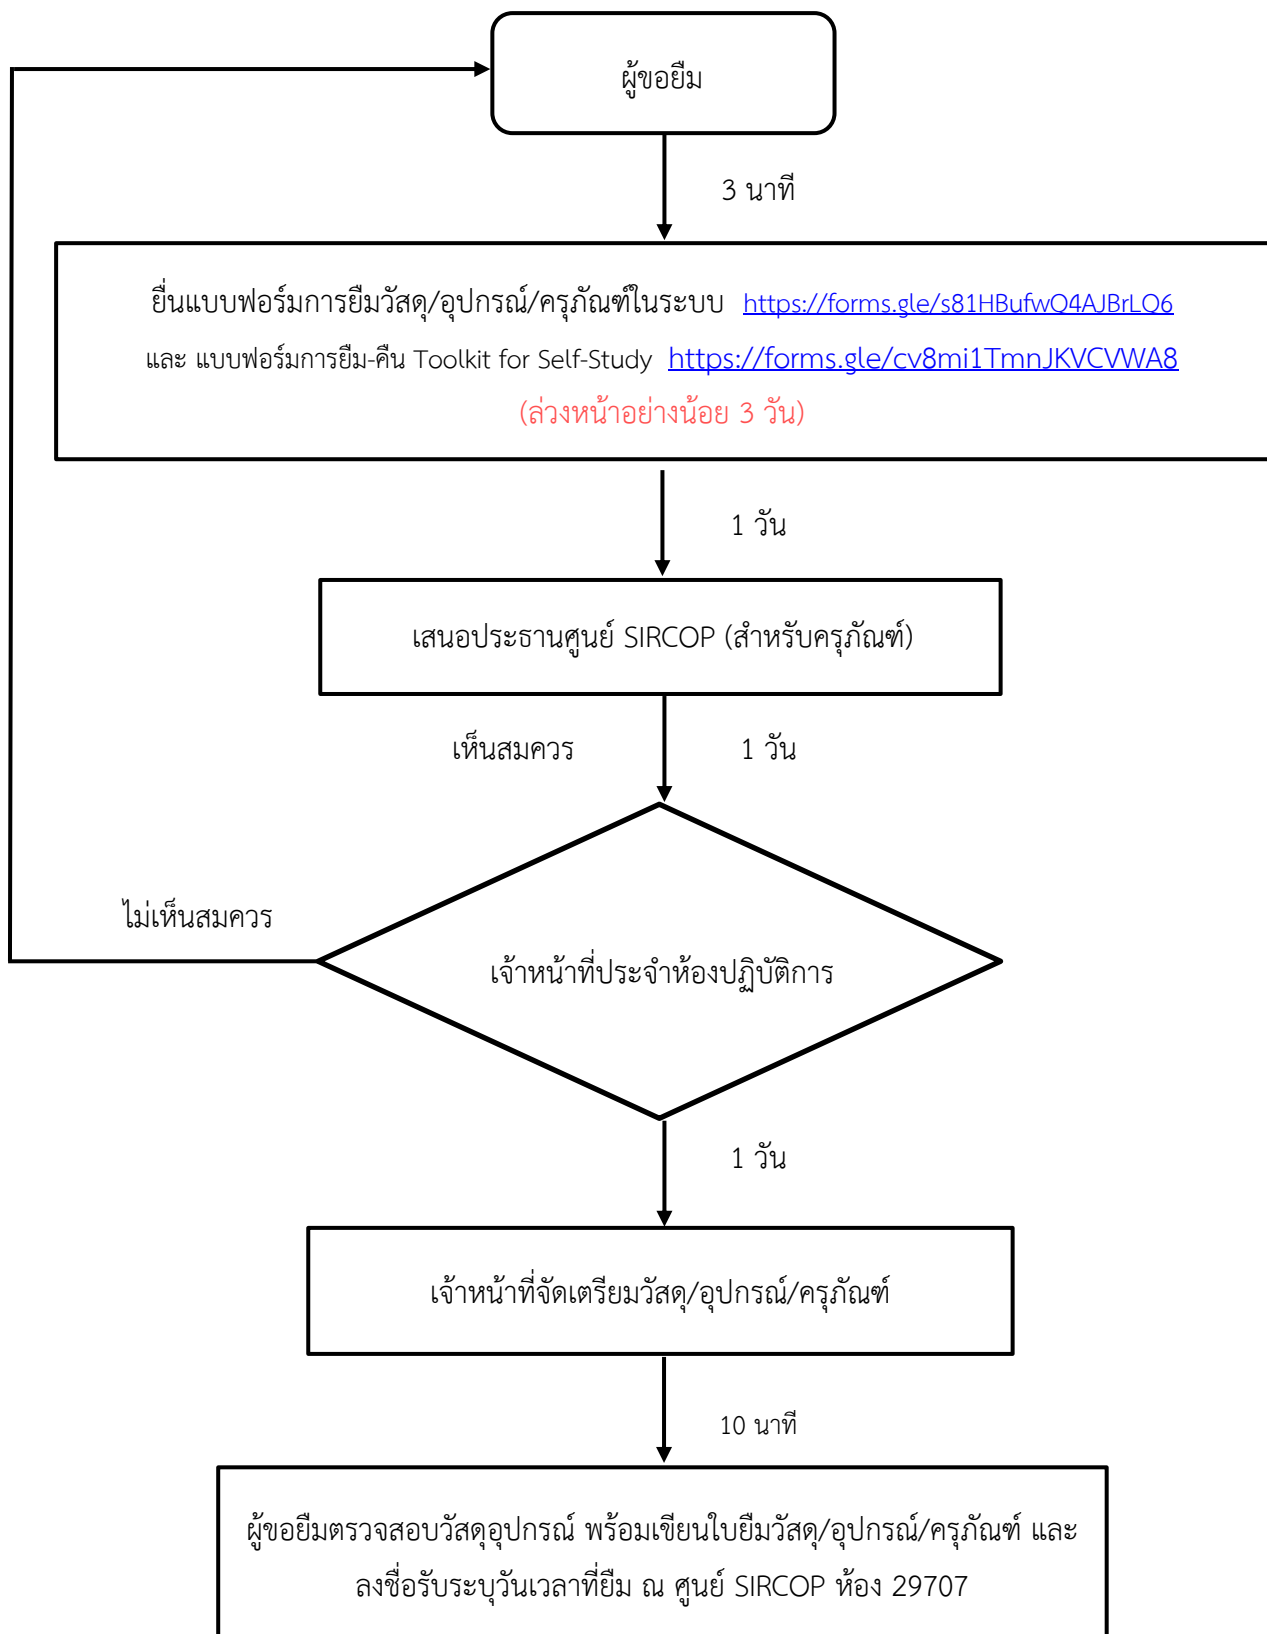 ผู้ขอยืม
3 นาที
ยื่นแบบฟอร์มการยืมวัสดุ/อุปกรณ์/ครุภัณฑ์ในระบบ https://forms.gle/s81HBufwQ4AJBrLQ6
และ แบบฟอร์มการยืม-คืน Toolkit for Self-Study https://forms.gle/cv8mi1TmnJKVCVWA8
(ล่วงหน้าอย่างน้อย 3 วัน)
1 วัน
เสนอประธานศูนย์ SIRCOP (สำหรับครุภัณฑ์)
เห็นสมควร 1 วัน
ไม่เห็นสมควร
เจ้าหน้าที่ประจำห้องปฏิบัติการ
1 วัน
เจ้าหน้าที่จัดเตรียมวัสดุ/อุปกรณ์/ครุภัณฑ์
10 นาที
ผู้ขอยืมตรวจสอบวัสดุอุปกรณ์ พร้อมเขียนใบยืมวัสดุ/อุปกรณ์/ครุภัณฑ์ และ
ลงชื่อรับระบุวันเวลาที่ยืม ณ ศูนย์ SIRCOP ห้อง 29707